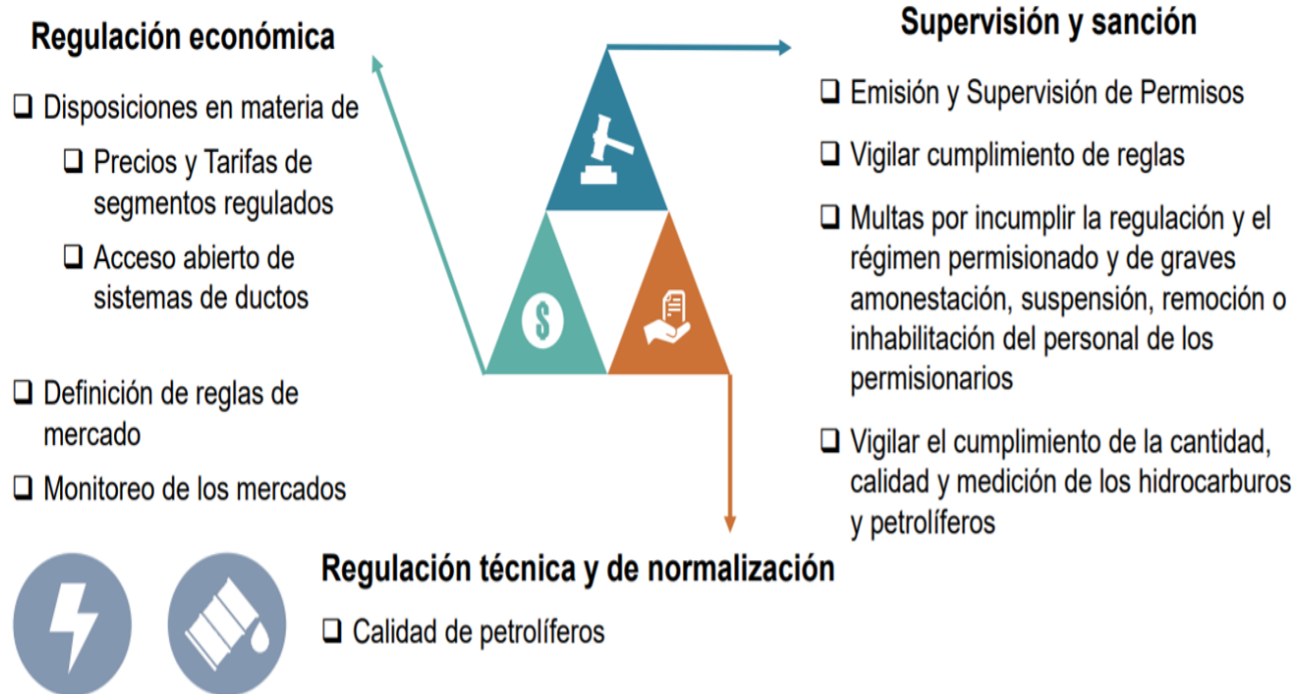 Regulación económica
❑ Disposiciones en materia de
❑ Precios y Tarifas de
segmentos regulados
❑ Acceso abierto de
sistemas de ductos
❑ Definición de reglas de
mercado
❑ Monitoreo de los mercados
$
Supervisión y sanción
❑ Emisión y Supervisión de Permisos
❑ Vigilar cumplimiento de reglas
❑ Multas por incumplir la regulación y el
régimen permisionado y de graves
amonestación, suspensión, remoción o
inhabilitación del personal de los
permisionarios
❑ Vigilar el cumplimiento de la cantidad,
calidad y medición de los hidrocarburos
y petrolíferos
Regulación técnica y de normalización
❑ Calidad de petrolíferos